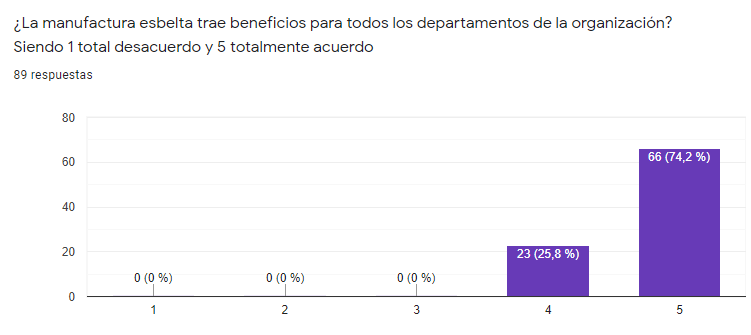 ¿La manufactura esbelta trae beneficios para todos los departamentos de la organización?
Siendo 1 total desacuerdo y 5 totalmente acuerdo
89 respuestas
80
60
40
20
0
0 (0 %)
0 (0 %)
0 (0 %)
23 (25,8 %)
66 (74,2 %)
1
2
3
4
5